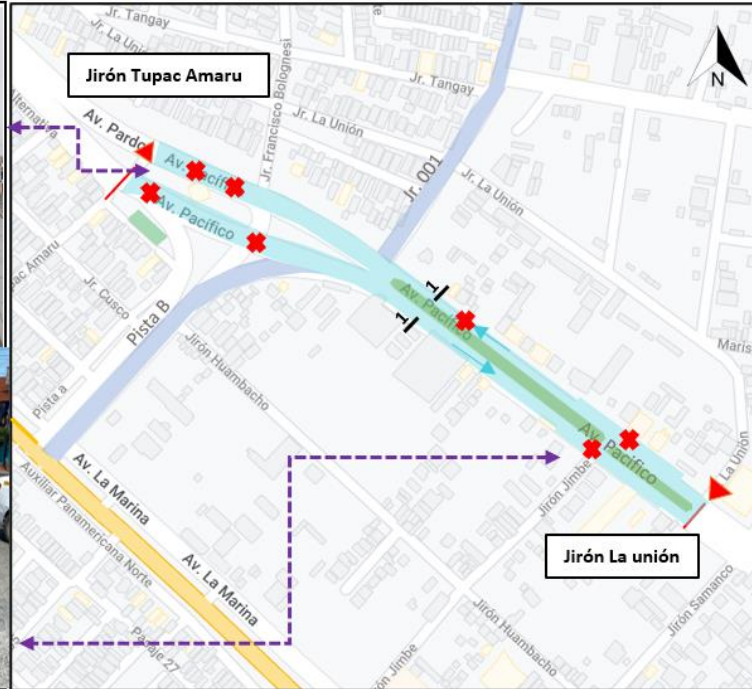 Jr. Tangay
Jr. La Unión
Jirón Tupac Amaru
Jr. Tangay
Alternativa
Av. Pardo
Jr. Francisco Bolognesi
Jr. La Unión
N
Av. Pacífico
Jr. 001
Jr. La Unión
Av. Pacífico
Jr. Cusco
Pista B
1
Av. Pacífico
1
Jirón Huambacho
Pista a
Av. Pacífico
La Unión
Av. La Marina
Jirón Jimbe
Auxiliar Panamericana Norte
Jirón La unión
Av. La Marina
Jirón Samanco
Jirón Huambacho
Pasaje 27
Jirón Jimbe